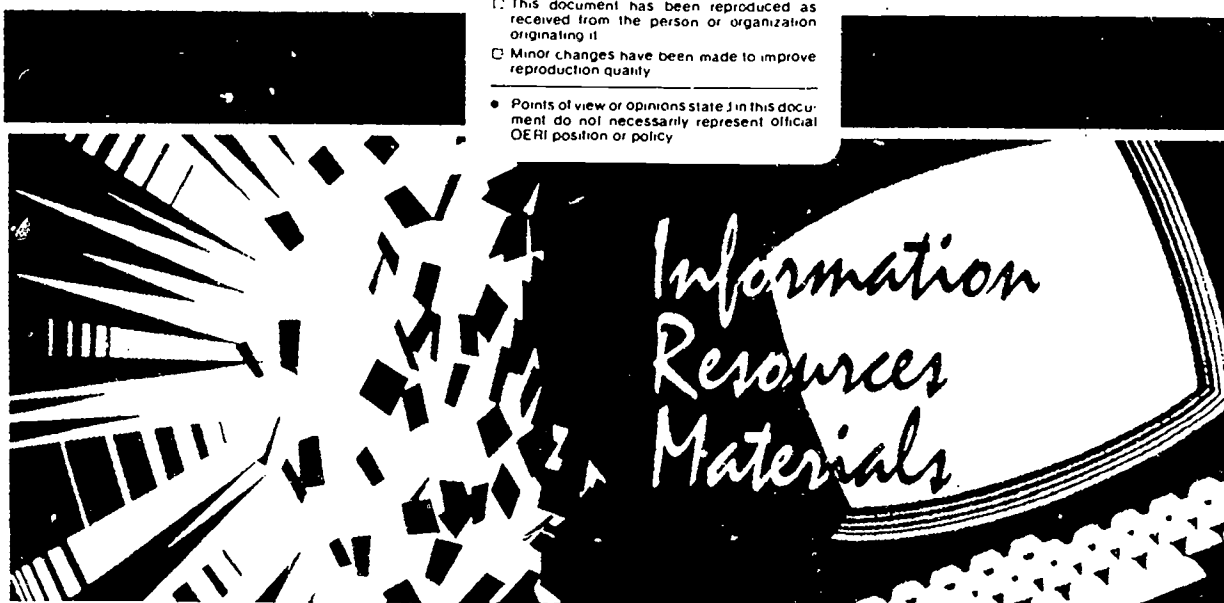 This document has been reproduced as
received from the person or organization
originating it
Minor changes have been made to improve
reproduction quality
• Points of view or opinions stated in this docu-
ment do not necessarily represent official
OERI position or policy
Information
Resources
Materials